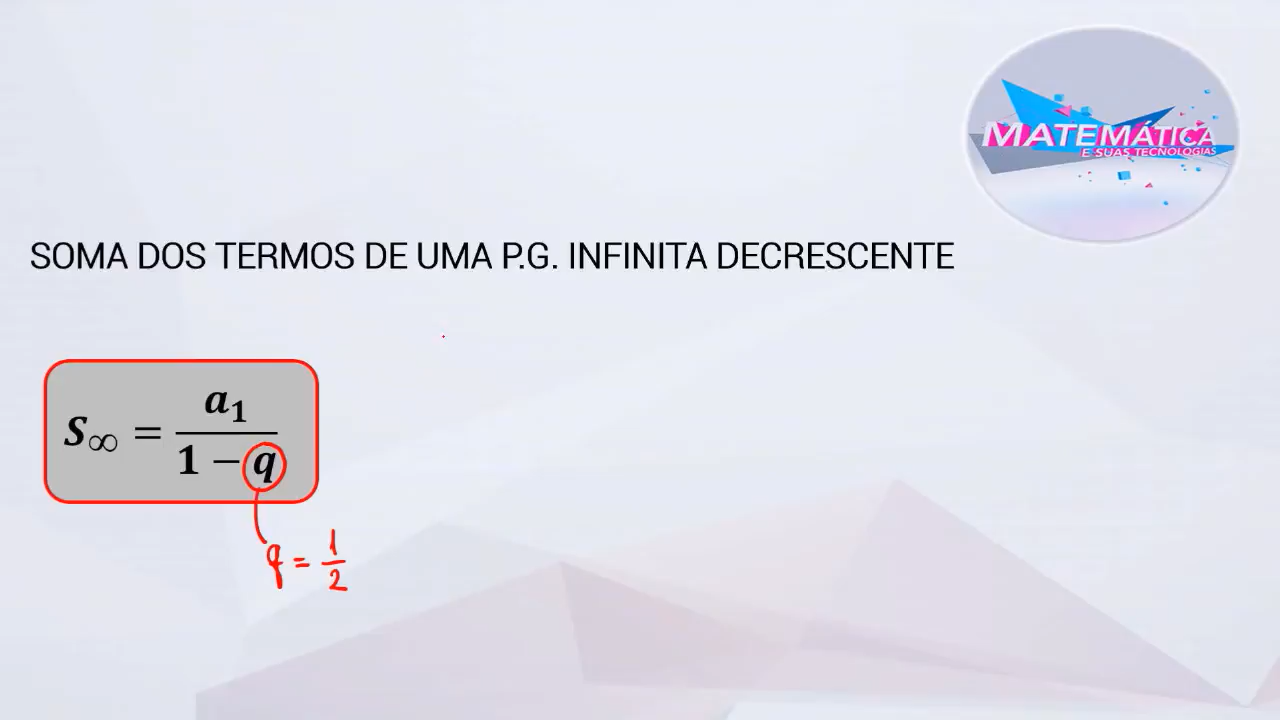 MATEMÁTICA
E SUAS TECNOLOGIAS
SOMA DOS TERMOS DE UMA P.G. INFINITA DECRESCENTE
S∞ = a₁ / (1 − q)
q = 1/2